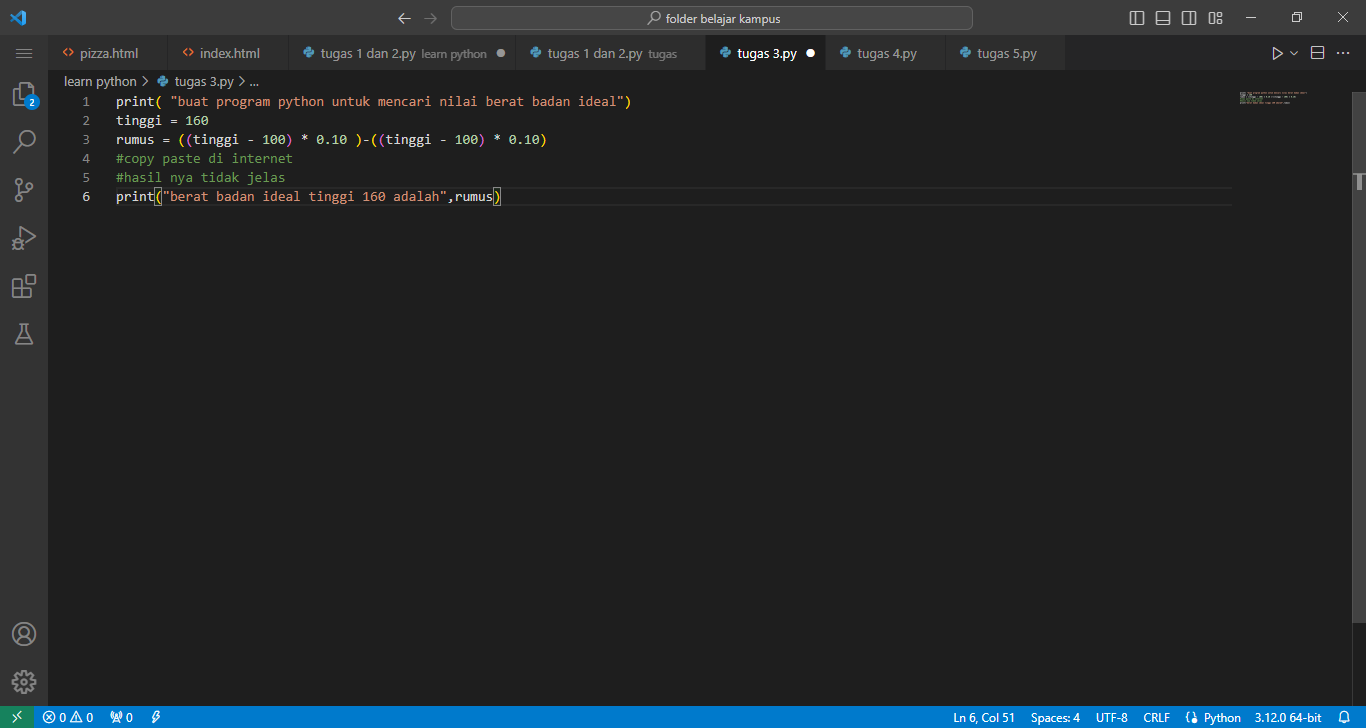 folder belajar kampus
pizza.html index.html tugas 1 dan 2.py learn python tugas 1 dan 2.py tugas tugas 3.py tugas 4.py tugas 5.py
learn python > tugas 3.py > ...
1 print( "buat program python untuk mencari nilai berat badan ideal")
2 tinggi = 160
3 rumus = ((tinggi - 100) * 0.10 )-((tinggi - 100) * 0.10)
4 #copy paste di internet
5 #hasil nya tidak jelas
6 print("berat badan ideal tinggi 160 adalah",rumus)
2
0 0 0 Ln 6, Col 51 Spaces: 4 UTF-8 CRLF Python 3.12.0 64-bit